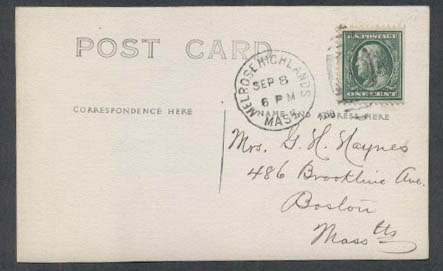 POST CARD
U.S. POSTAGE
ONE CENT
MELROSE HIGHLANDS
SEP 8
6 PM
MASS.
CORRESPONDENCE HERE
NAME AND ADDRESS HERE
Mrs. G. H. Haynes
486 Brookline Ave.
Boston
Mass tts